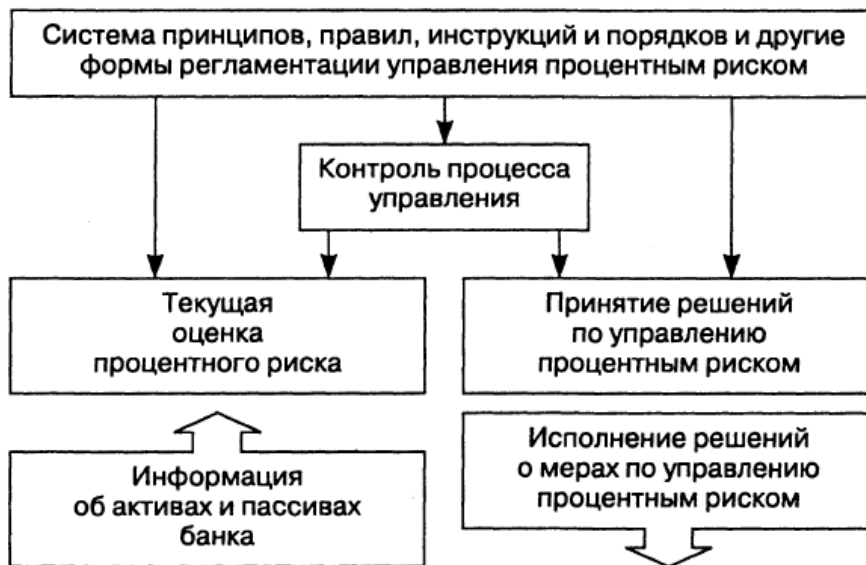 Система принципов, правил, инструкций и порядков и другие
формы регламентации управления процентным риском
Контроль процесса
управления
Текущая
оценка
процентного риска
Принятие решений
по управлению
процентным риском
Информация
об активах и пассивах
банка
Исполнение решений
о мерах по управлению
процентным риском